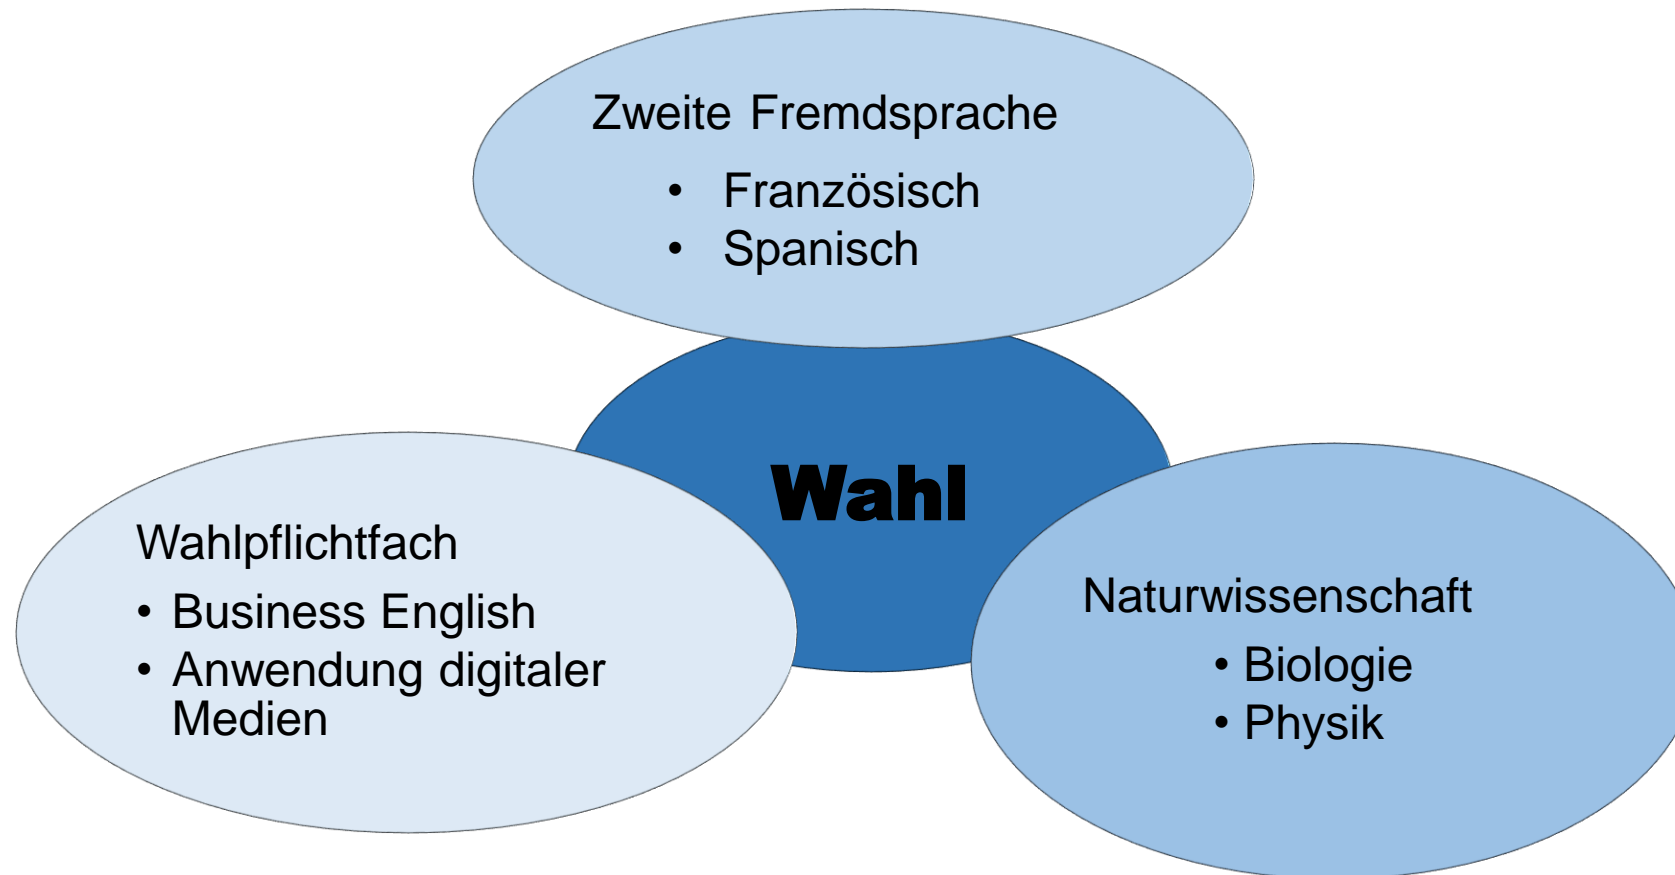 Zweite Fremdsprache
• Französisch
• Spanisch
Wahl
Wahlpflichtfach
• Business English
• Anwendung digitaler
Medien
Naturwissenschaft
• Biologie
• Physik